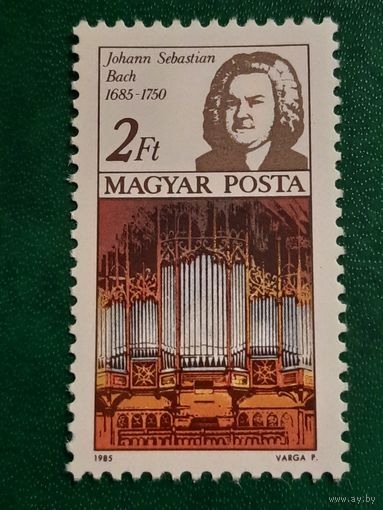 Johann Sebastian
Bach
1685-1750
2Ft
MAGYAR POSTA
1985 VARGA P.
www.ay.by